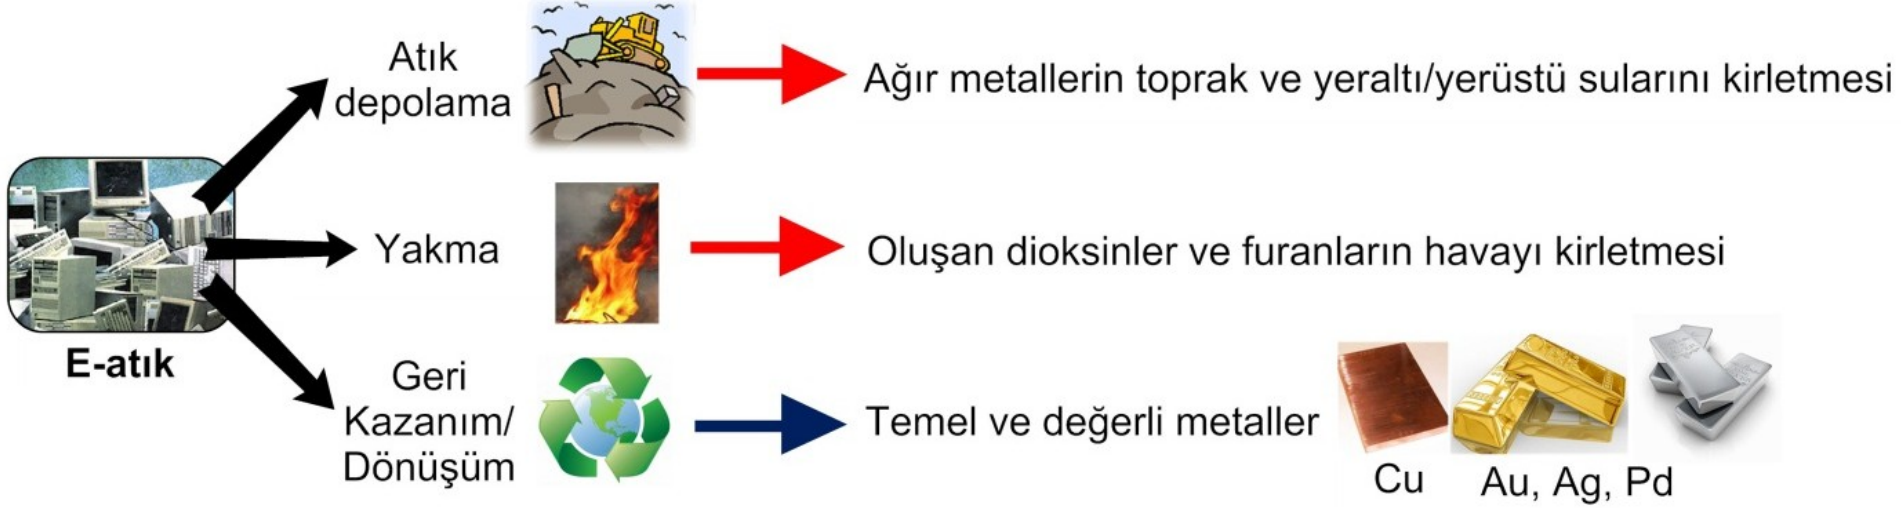 Atık
depolama
Ağır metallerin toprak ve yeraltı/yerüstü sularını kirletmesi
Yakma
Oluşan dioksinler ve furanların havayı kirletmesi
E-atık
Geri
Kazanım/
Dönüşüm
Temel ve değerli metaller
Cu
Au, Ag, Pd